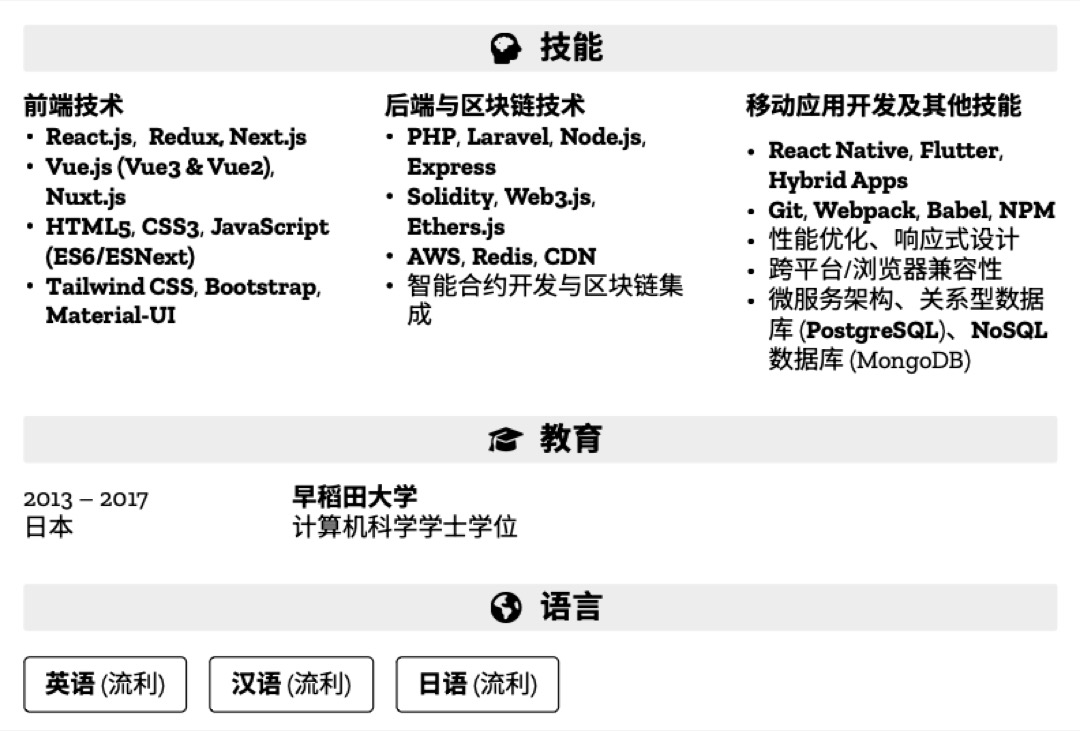 技能
前端技术
• React.js, Redux, Next.js
• Vue.js (Vue3 & Vue2),
Nuxt.js
• HTML5, CSS3, JavaScript
(ES6/ESNext)
• Tailwind CSS, Bootstrap,
Material-UI
后端与区块链技术
• PHP, Laravel, Node.js,
Express
• Solidity, Web3.js,
Ethers.js
• AWS, Redis, CDN
• 智能合约开发与区块链集
成
移动应用开发及其他技能
• React Native, Flutter,
Hybrid Apps
• Git, Webpack, Babel, NPM
• 性能优化、响应式设计
• 跨平台/浏览器兼容性
• 微服务架构、关系型数据
库 (PostgreSQL)、NoSQL
数据库 (MongoDB)
教育
2013 – 2017
日本
早稻田大学
计算机科学学士学位
语言
英语 (流利)
汉语 (流利)
日语 (流利)